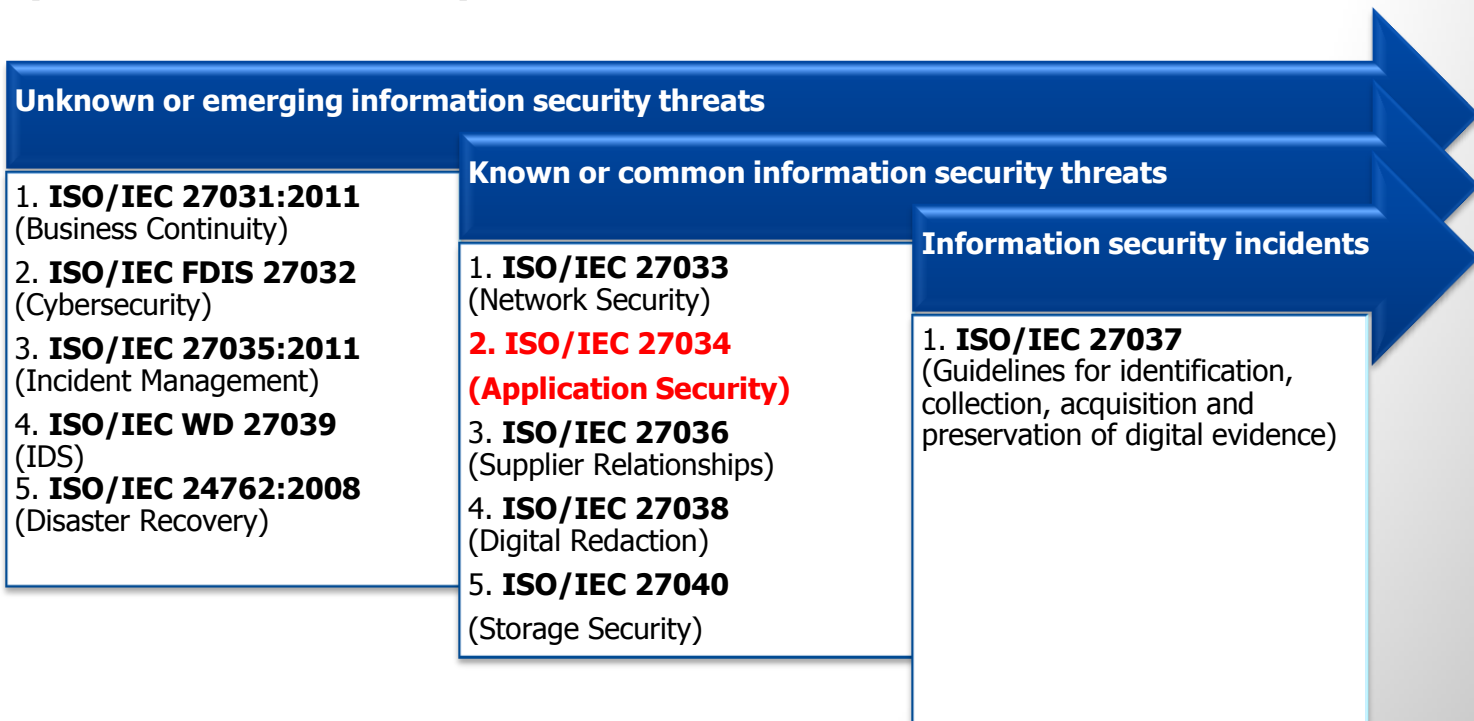 Unknown or emerging information security threats
1. ISO/IEC 27031:2011
(Business Continuity)
2. ISO/IEC FDIS 27032
(Cybersecurity)
3. ISO/IEC 27035:2011
(Incident Management)
4. ISO/IEC WD 27039
(IDS)
5. ISO/IEC 24762:2008
(Disaster Recovery)
Known or common information security threats
1. ISO/IEC 27033
(Network Security)
2. ISO/IEC 27034
(Application Security)
3. ISO/IEC 27036
(Supplier Relationships)
4. ISO/IEC 27038
(Digital Redaction)
5. ISO/IEC 27040
(Storage Security)
Information security incidents
1. ISO/IEC 27037
(Guidelines for identification,
collection, acquisition and
preservation of digital evidence)